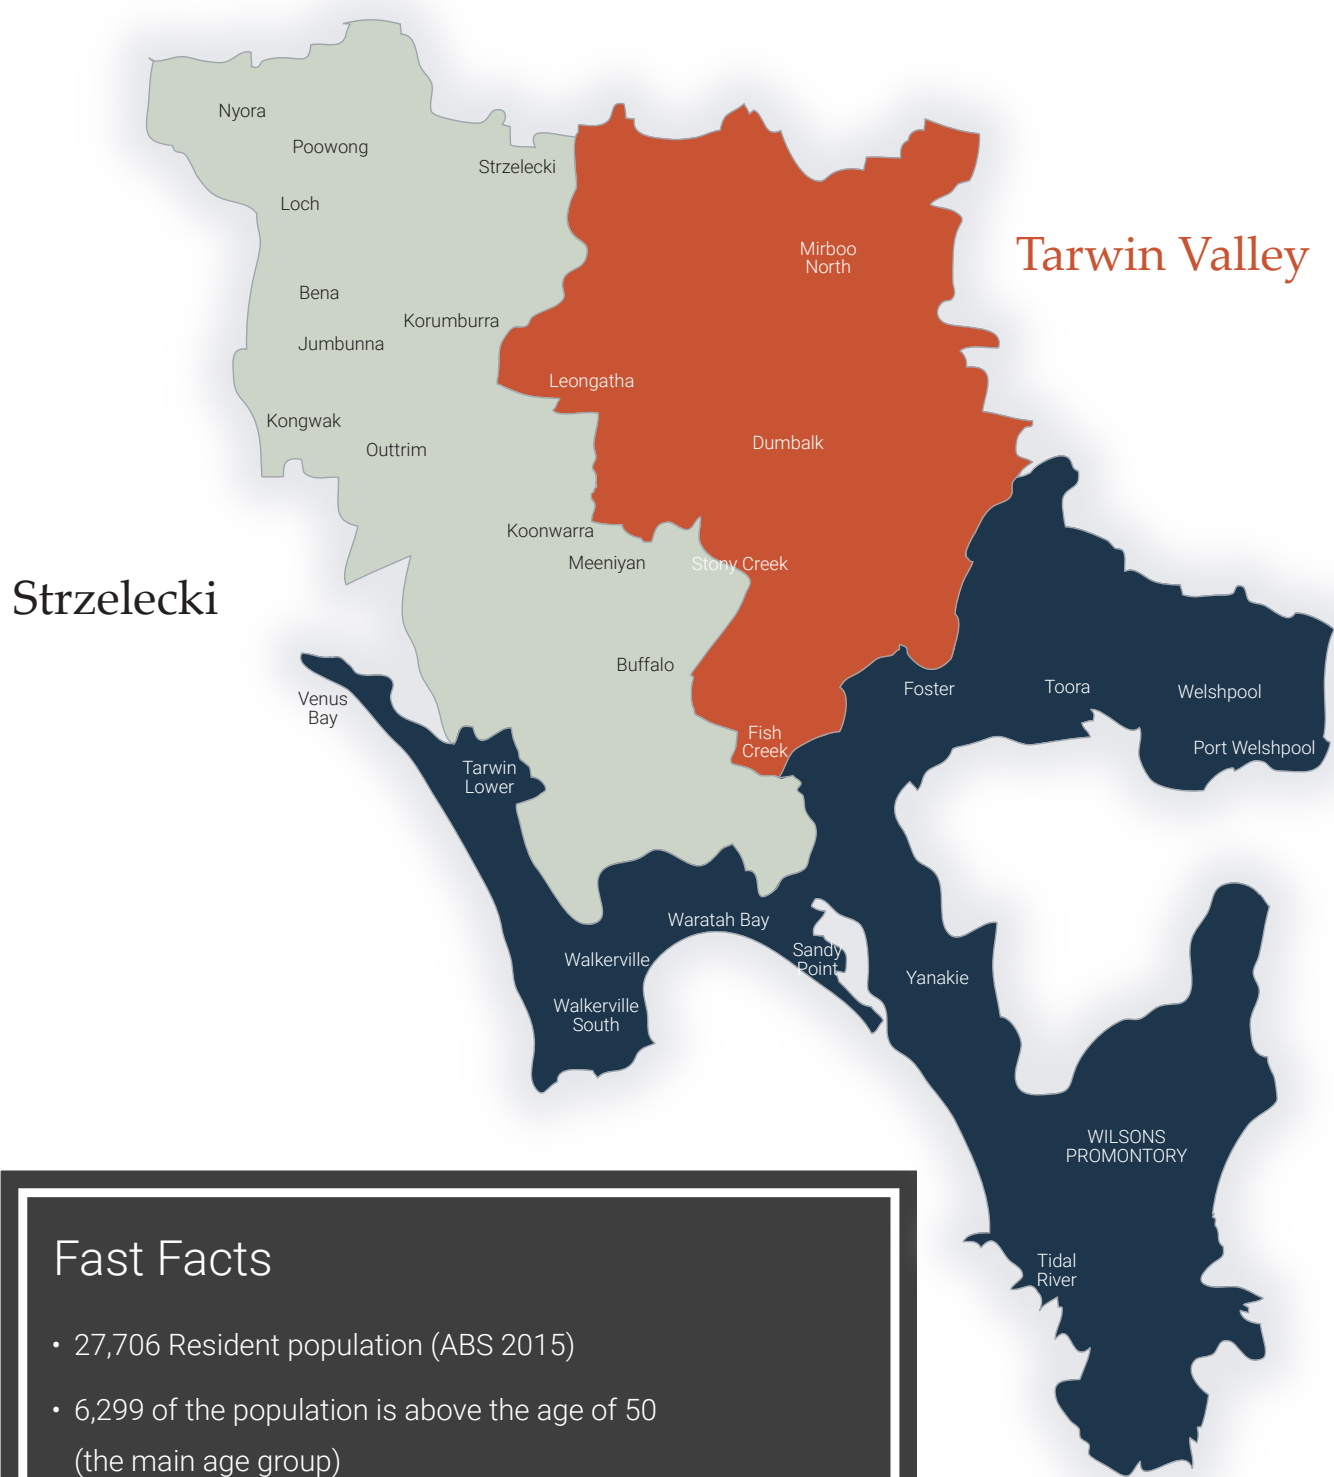 Nyora
Poowong
Strzelecki
Loch
Mirboo
North
Tarwin Valley
Bena
Korumburra
Jumbunna
Leongatha
Kongwak
Outtrim
Dumbalk
Koonwarra
Meeniyan
Stony Creek
Strzelecki
Buffalo
Venus
Bay
Foster
Toora
Welshpool
Fish
Creek
Port Welshpool
Tarwin
Lower
Waratah Bay
Walkerville
Sandy
Point
Yanakie
Walkerville
South
WILSONS
PROMONTORY
Tidal
River
Fast Facts
• 27,706 Resident population (ABS 2015)
• 6,299 of the population is above the age of 50
(the main age group)